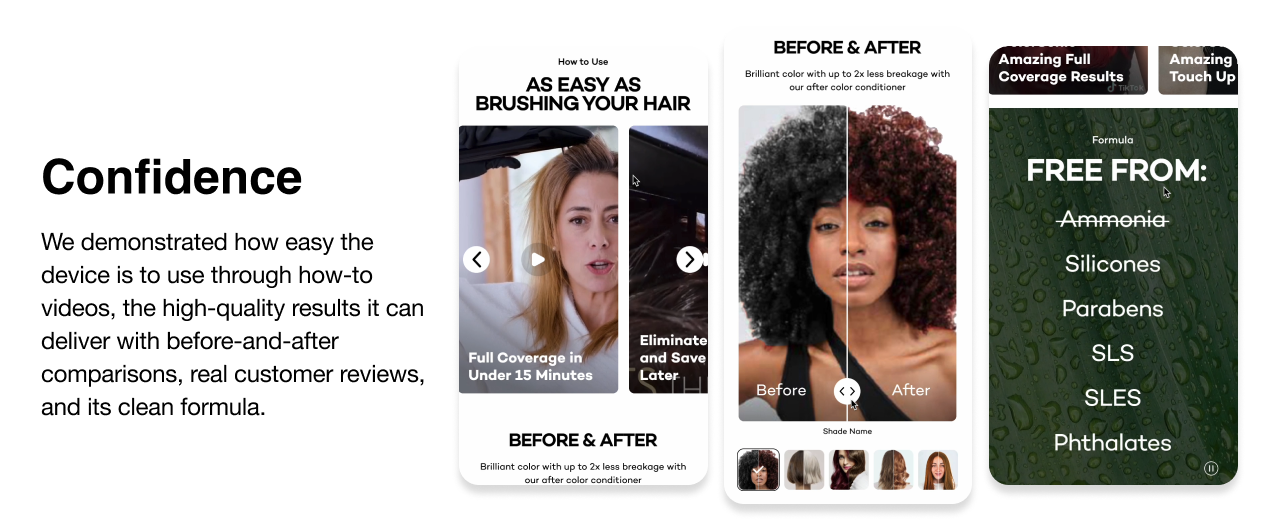 Confidence
We demonstrated how easy the
device is to use through how-to
videos, the high-quality results it can
deliver with before-and-after
comparisons, real customer reviews,
and its clean formula.
How to Use
AS EASY AS
BRUSHING YOUR HAIR
Full Coverage in
Under 15 Minutes
Eliminate
and Save
Later
BEFORE & AFTER
Brilliant color with up to 2x less breakage with
our after color conditioner
BEFORE & AFTER
Brilliant color with up to 2x less breakage with
our after color conditioner
Before
After
Shade Name
Amazing Full
Coverage Results
TikTok
Amazing
Touch Up
Formula
FREE FROM:
Ammonia
Silicones
Parabens
SLS
SLES
Phthalates